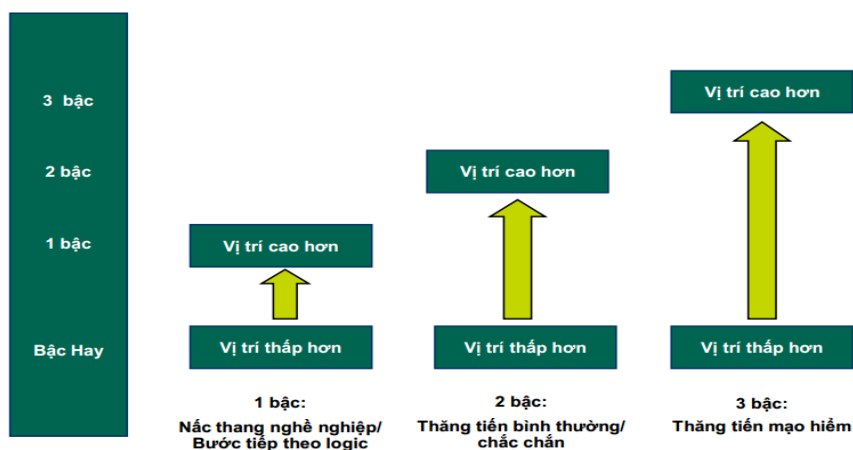 3 bậc
2 bậc
1 bậc
Bậc Hay
Vị trí cao hơn
Vị trí thấp hơn
1 bậc:
Nấc thang nghề nghiệp/
Bước tiếp theo logic
Vị trí cao hơn
Vị trí thấp hơn
2 bậc:
Thăng tiến bình thường/
chắc chắn
Vị trí cao hơn
Vị trí thấp hơn
3 bậc:
Thăng tiến mạo hiểm